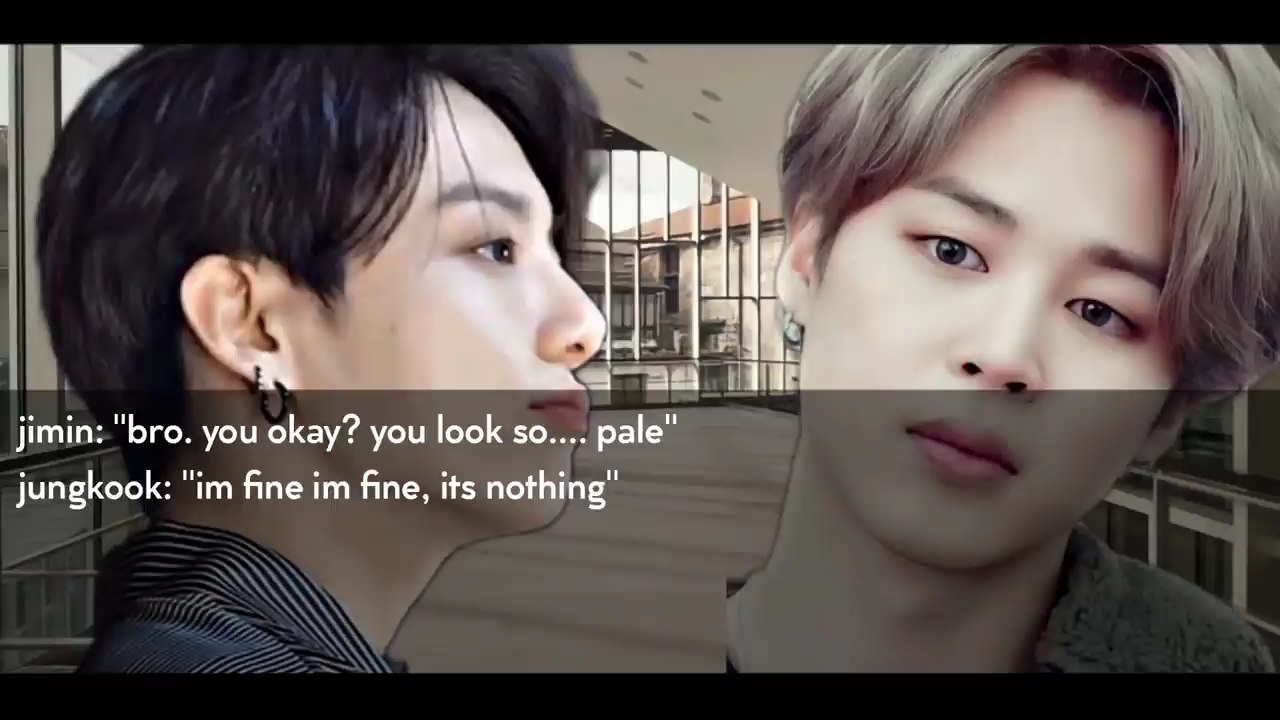 jimin: "bro. you okay? you look so.... pale"
jungkook: "im fine im fine, its nothing"